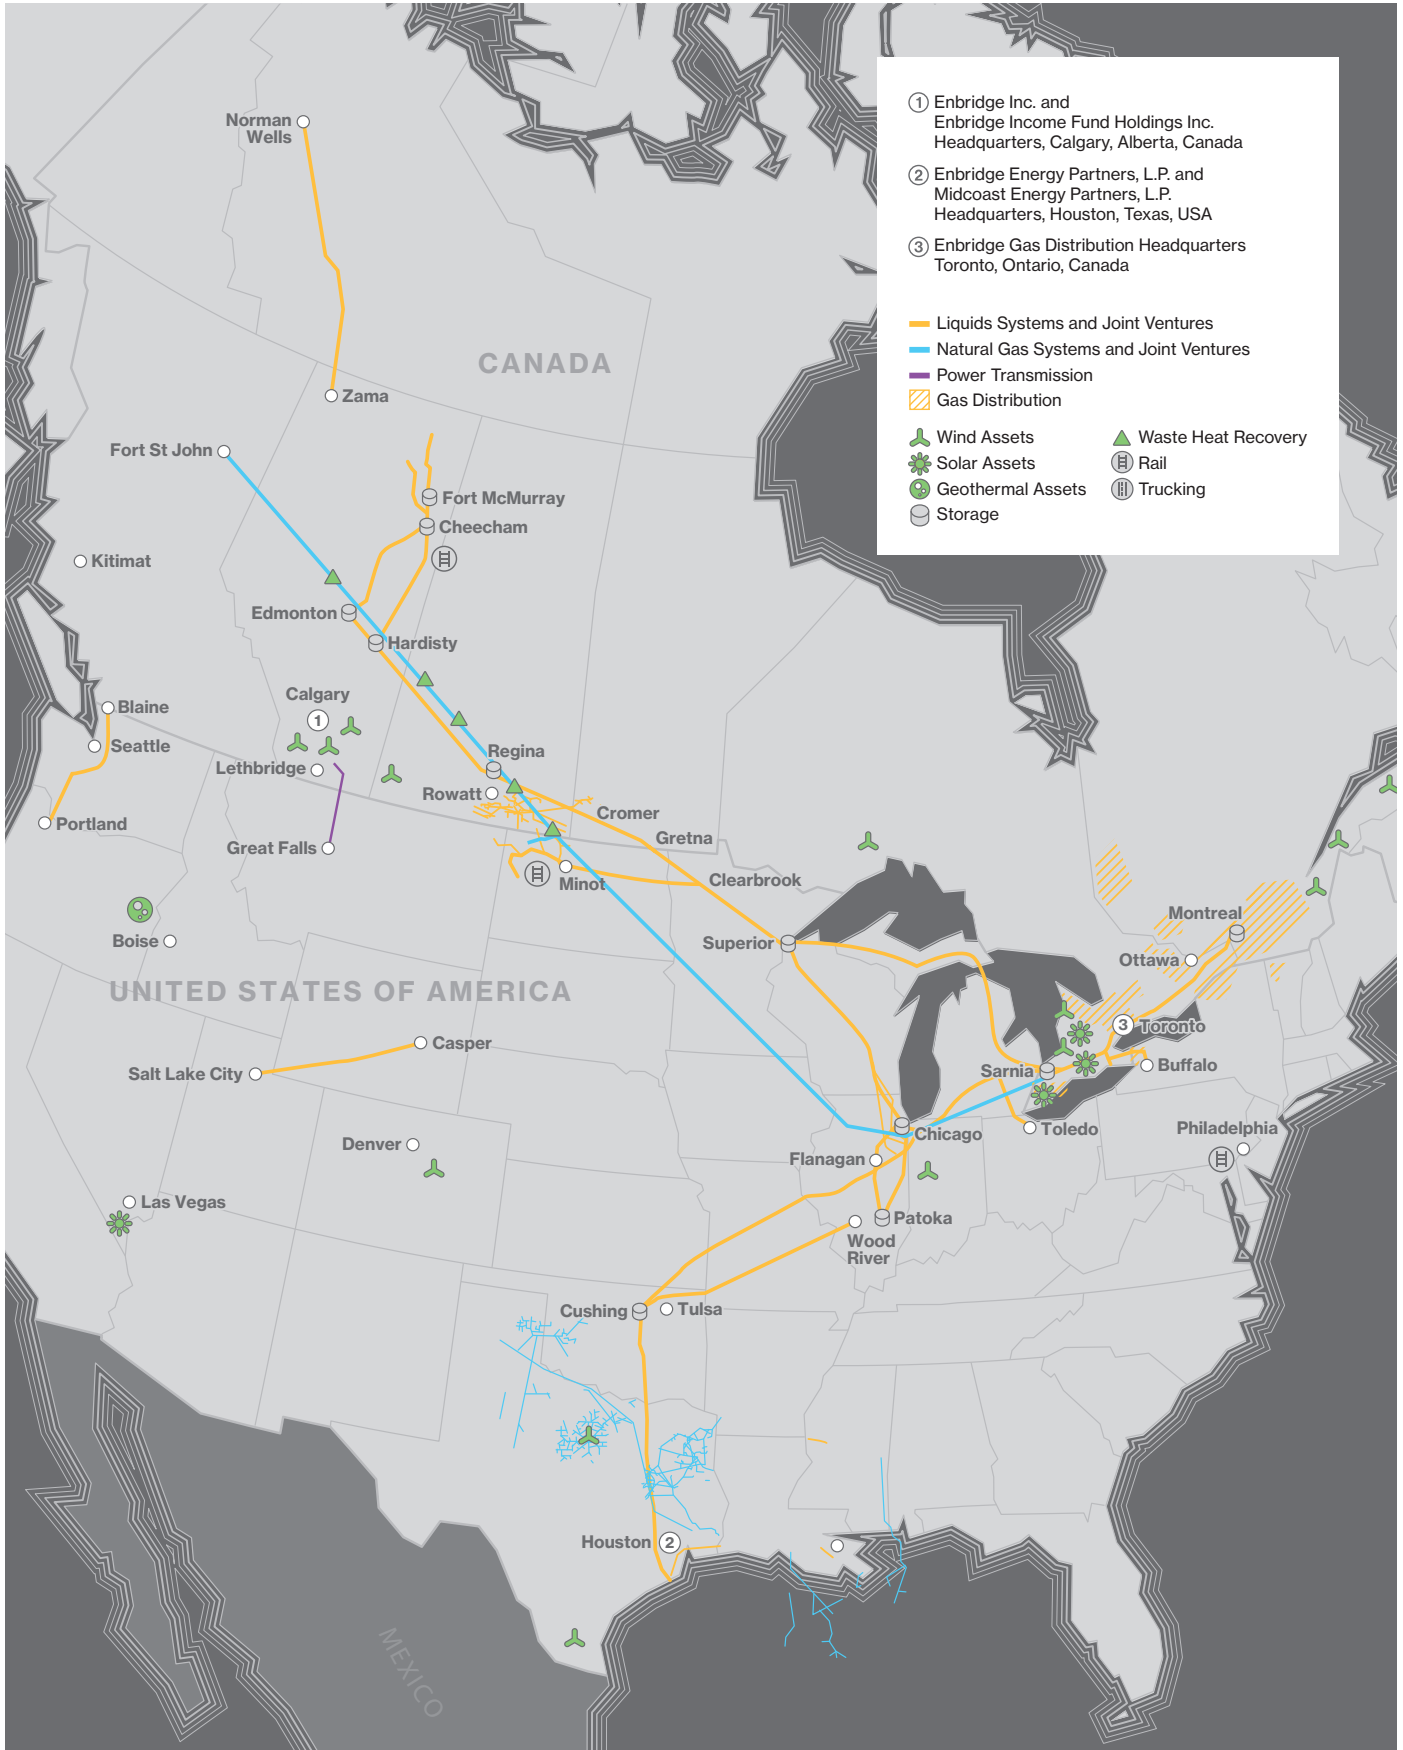 1 Enbridge Inc. and
Enbridge Income Fund Holdings Inc.
Headquarters, Calgary, Alberta, Canada
2 Enbridge Energy Partners, L.P. and
Midcoast Energy Partners, L.P.
Headquarters, Houston, Texas, USA
3 Enbridge Gas Distribution Headquarters
Toronto, Ontario, Canada
Liquids Systems and Joint Ventures
Natural Gas Systems and Joint Ventures
Power Transmission
Gas Distribution
Wind Assets
Waste Heat Recovery
Solar Assets
Rail
Geothermal Assets
Trucking
Storage
Norman
Wells
CANADA
Zama
Fort St John
Fort McMurray
Cheecham
Kitimat
Edmonton
Hardisty
Calgary
1
Blaine
Seattle
Regina
Lethbridge
Rowatt
Cromer
Portland
Gretna
Great Falls
Clearbrook
Minot
Montreal
Boise
Superior
Ottawa
UNITED STATES OF AMERICA
3 Toronto
Casper
Salt Lake City
Sarnia
Buffalo
Denver
Chicago
Toledo
Philadelphia
Flanagan
Las Vegas
Patoka
Wood
River
Cushing
Tulsa
Houston 2
MEXICO